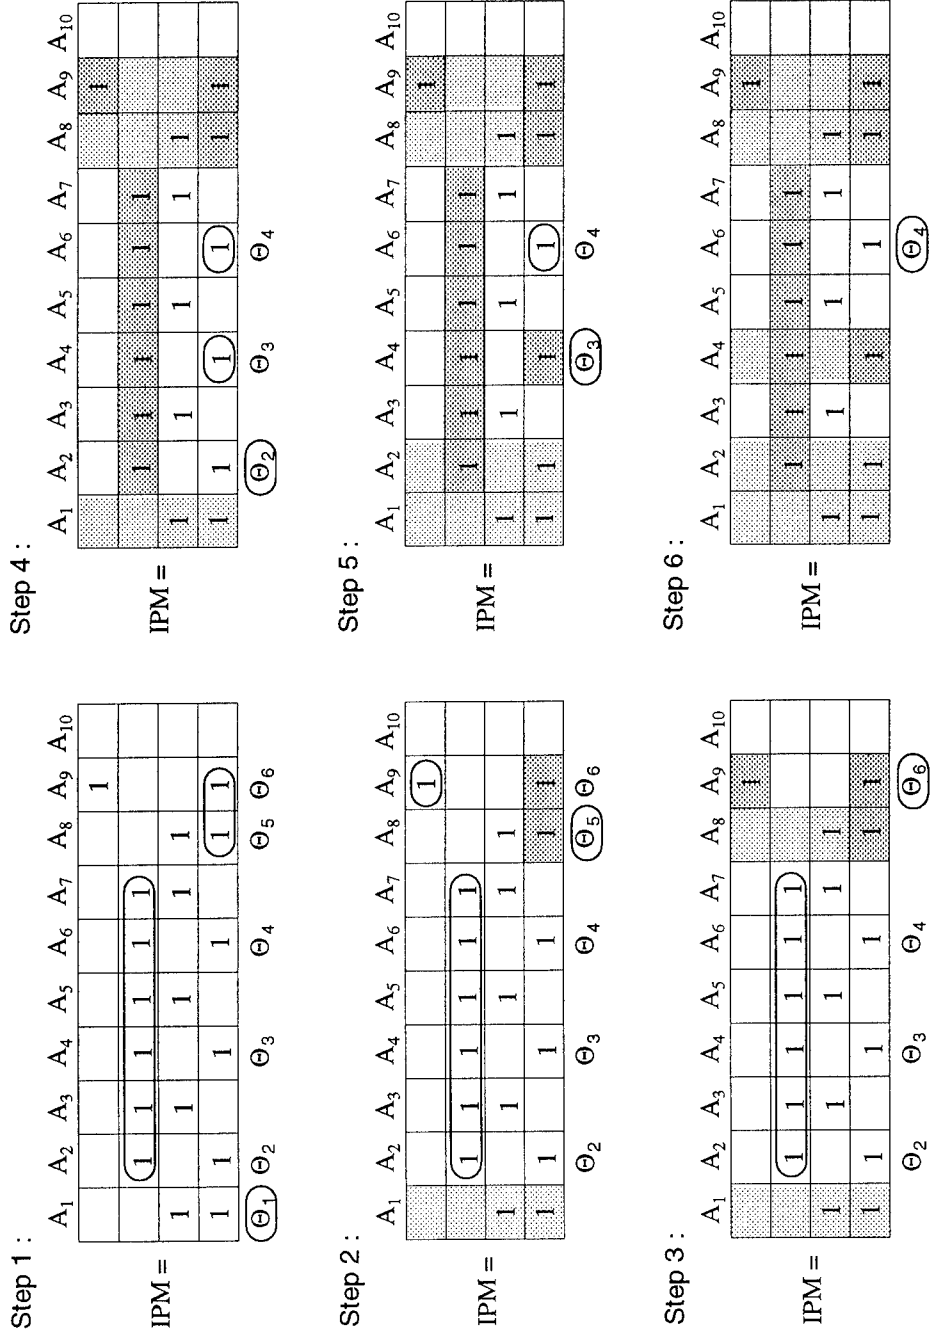 Step 1 :
A₁ A₂ A₃ A₄ A₅ A₆ A₇ A₈ A₉ A₁₀
1
1 1 1 1 1 1
IPM =
1 1 1 1 1
1 1 1 1 1 1
Θ₁ Θ₂ Θ₃ Θ₄ Θ₅ Θ₆
Step 2 :
A₁ A₂ A₃ A₄ A₅ A₆ A₇ A₈ A₉ A₁₀
1
1 1 1 1 1 1
IPM =
1 1 1 1 1
1 1 1 1 1 1
Θ₂ Θ₃ Θ₄ Θ₅ Θ₆
Step 3 :
A₁ A₂ A₃ A₄ A₅ A₆ A₇ A₈ A₉ A₁₀
1
1 1 1 1 1 1
IPM =
1 1 1 1 1
1 1 1 1 1 1
Θ₂ Θ₃ Θ₄ Θ₆
Step 4 :
A₁ A₂ A₃ A₄ A₅ A₆ A₇ A₈ A₉ A₁₀
1
1 1 1 1 1 1
IPM =
1 1 1 1 1
1 1 1 1 1 1
Θ₂ Θ₃ Θ₄
Step 5 :
A₁ A₂ A₃ A₄ A₅ A₆ A₇ A₈ A₉ A₁₀
1
1 1 1 1 1 1
IPM =
1 1 1 1 1
1 1 1 1 1 1
Θ₃ Θ₄
Step 6 :
A₁ A₂ A₃ A₄ A₅ A₆ A₇ A₈ A₉ A₁₀
1
1 1 1 1 1 1
IPM =
1 1 1 1 1
1 1 1 1 1 1
Θ₄